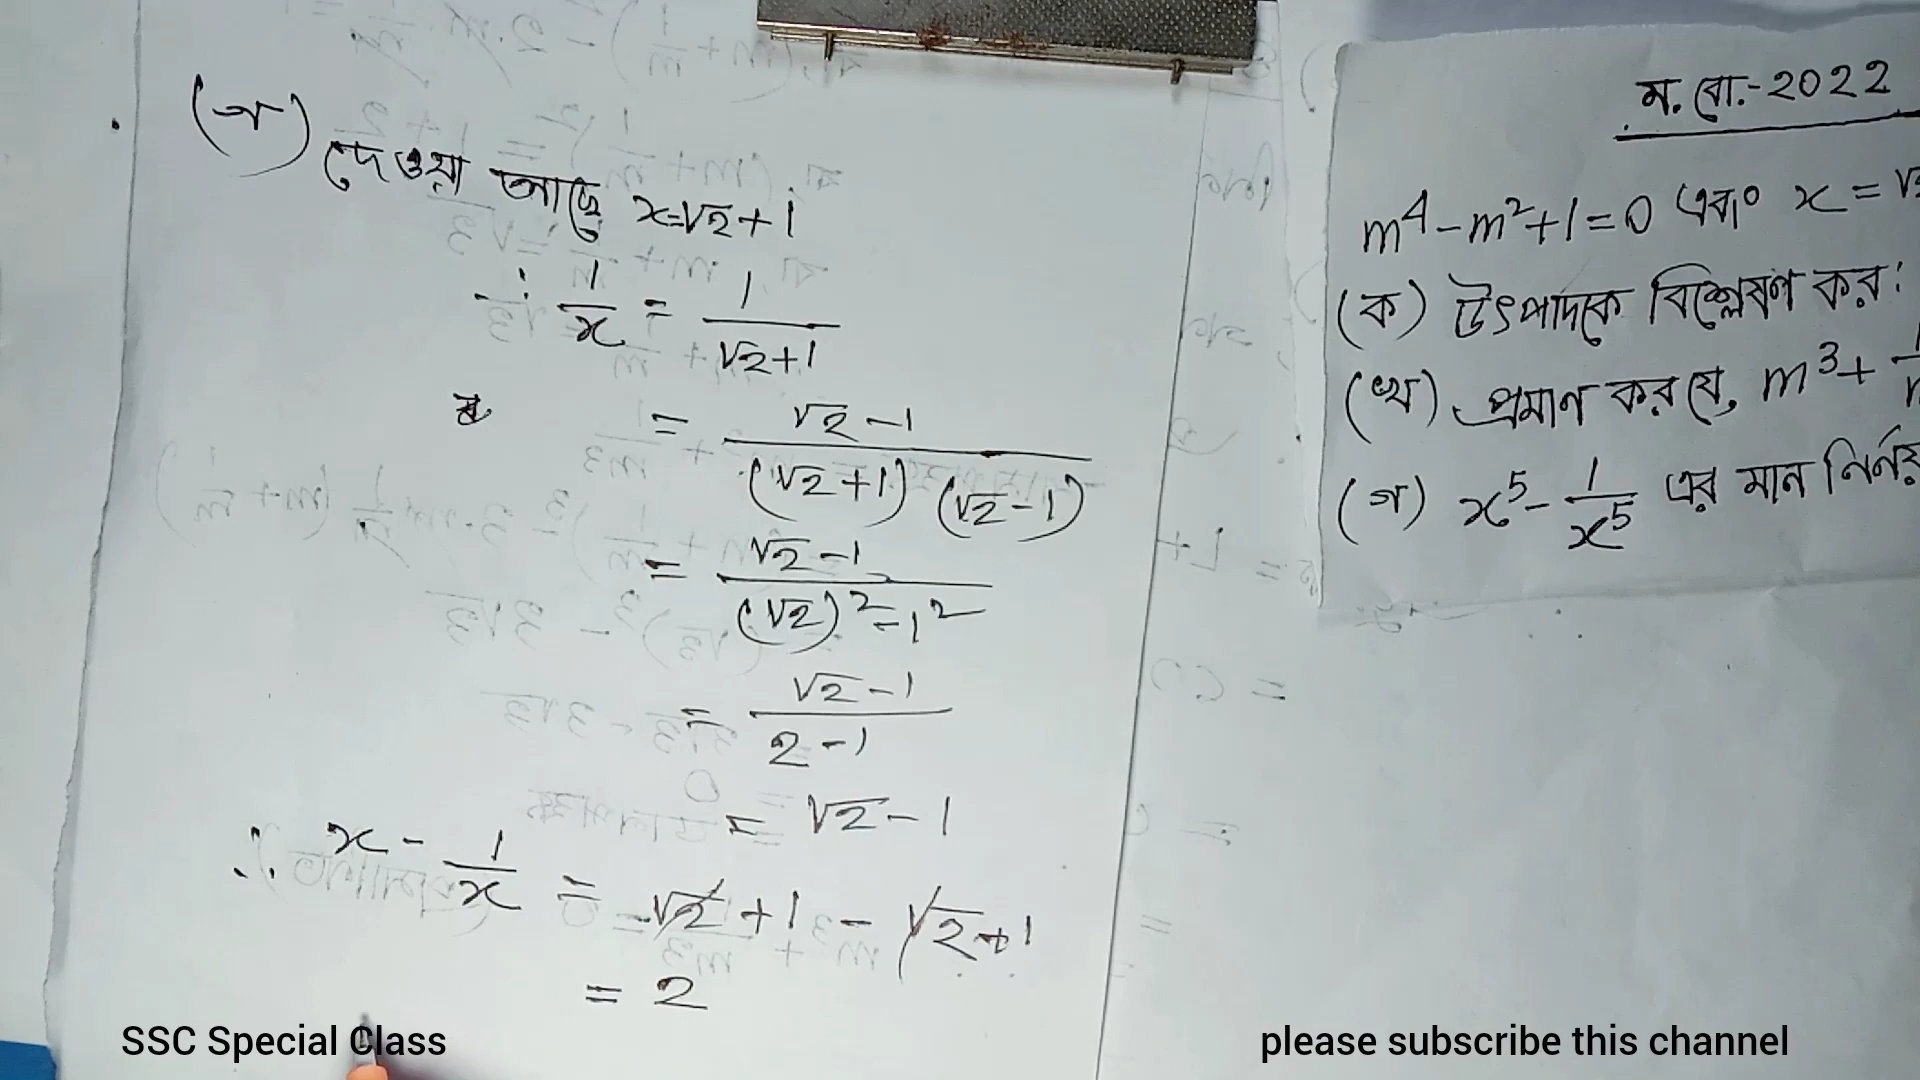 (গ) দেওয়া আছে x=√2+1
∴ 1/x = 1/(√2+1)
= (√2-1)/((√2+1)(√2-1))
= (√2-1)/((√2)²-1²)
= (√2-1)/(2-1)
= √2-1
∴ x - 1/x = √2+1-√2+1
= 2
ম. বো.-2022
m⁴-m²+1=0 এবং x=
(ক) উৎপাদকে বিশ্লেষণ কর:
(খ) প্রমাণ কর যে, m³+
(গ) x⁵- 1/x⁵ এর মান নির্ণয়
SSC Special Class
please subscribe this channel